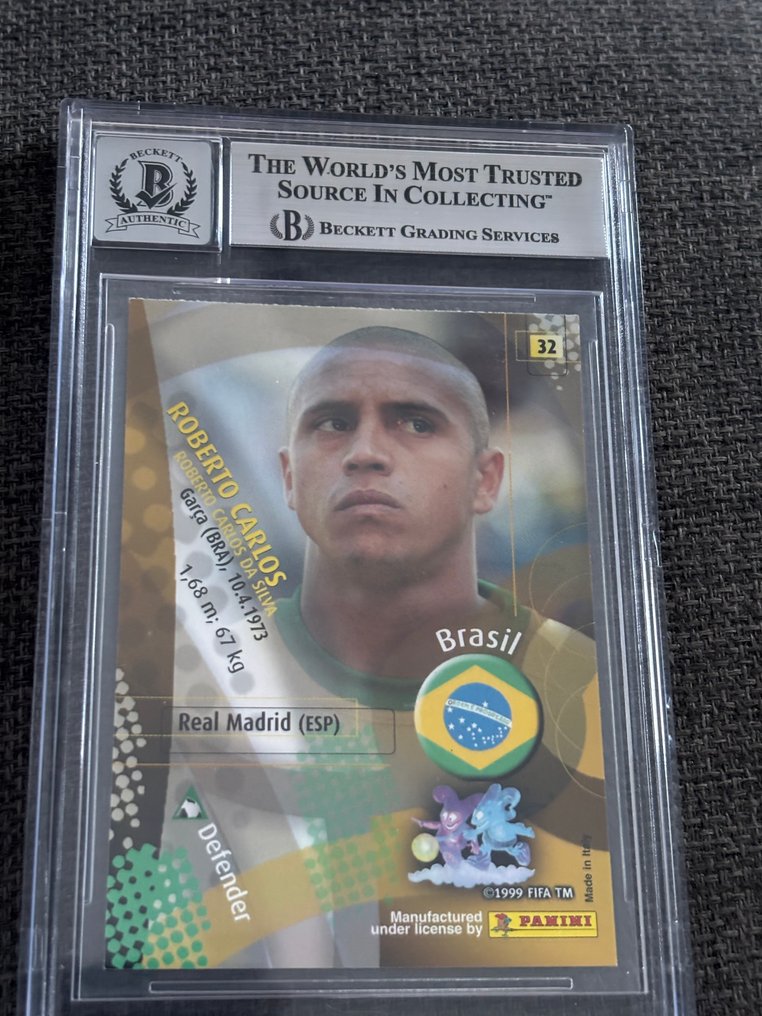 BECKETT
B
AUTHENTIC
THE WORLD'S MOST TRUSTED
SOURCE IN COLLECTING™
B BECKETT GRADING SERVICES
32
ROBERTO CARLOS
ROBERTO CARLOS DA SILVA
Garça (BRA), 10.4.1973
1,68 m; 67 kg
Brasil
ORDEM E PROGRESSO
Real Madrid (ESP)
Defender
©1999 FIFA TM
Made in Italy
Manufactured
under license by
PANINI